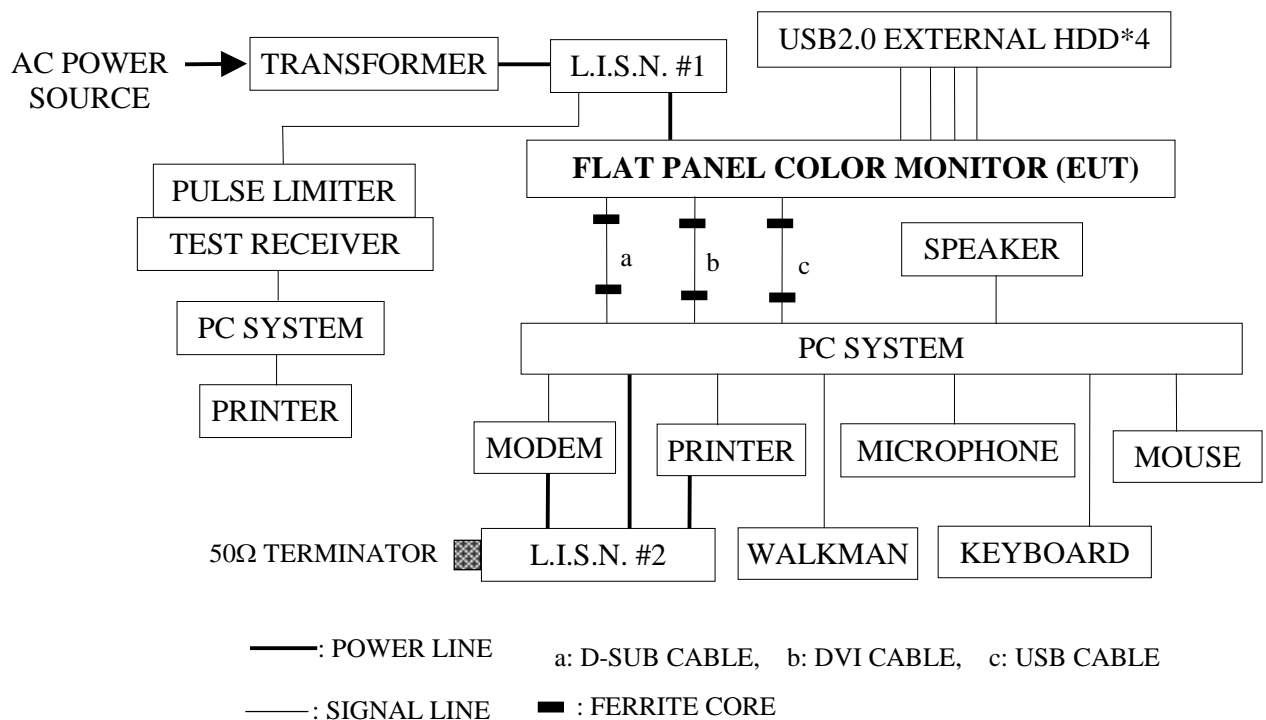 USB2.0 EXTERNAL HDD*4
AC POWER
SOURCE
TRANSFORMER
L.I.S.N. #1
FLAT PANEL COLOR MONITOR (EUT)
PULSE LIMITER
TEST RECEIVER
a
b
c
SPEAKER
PC SYSTEM
PC SYSTEM
PRINTER
MODEM
PRINTER
MICROPHONE
MOUSE
50Ω TERMINATOR
L.I.S.N. #2
WALKMAN
KEYBOARD
: POWER LINE
a: D-SUB CABLE, b: DVI CABLE, c: USB CABLE
: SIGNAL LINE
: FERRITE CORE